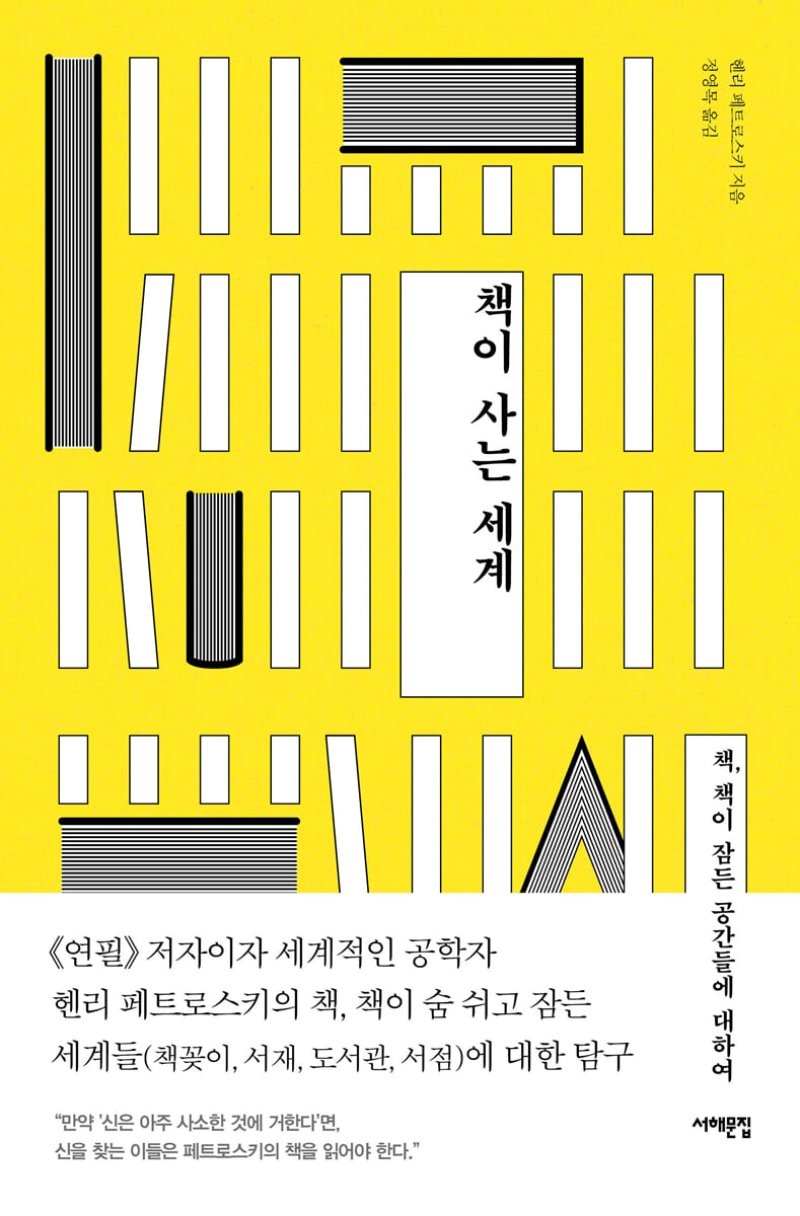 헨리 페트로스키 지음
정영목 옮김
책이 사는 세계
책, 책이 잠든 공간들에 대하여
《연필》 저자이자 세계적인 공학자
헨리 페트로스키의 책, 책이 숨 쉬고 잠든
세계들(책꽂이, 서재, 도서관, 서점)에 대한 탐구
“만약 ‘신은 아주 사소한 것에 거한다’면,
신을 찾는 이들은 페트로스키의 책을 읽어야 한다.”
서해문집